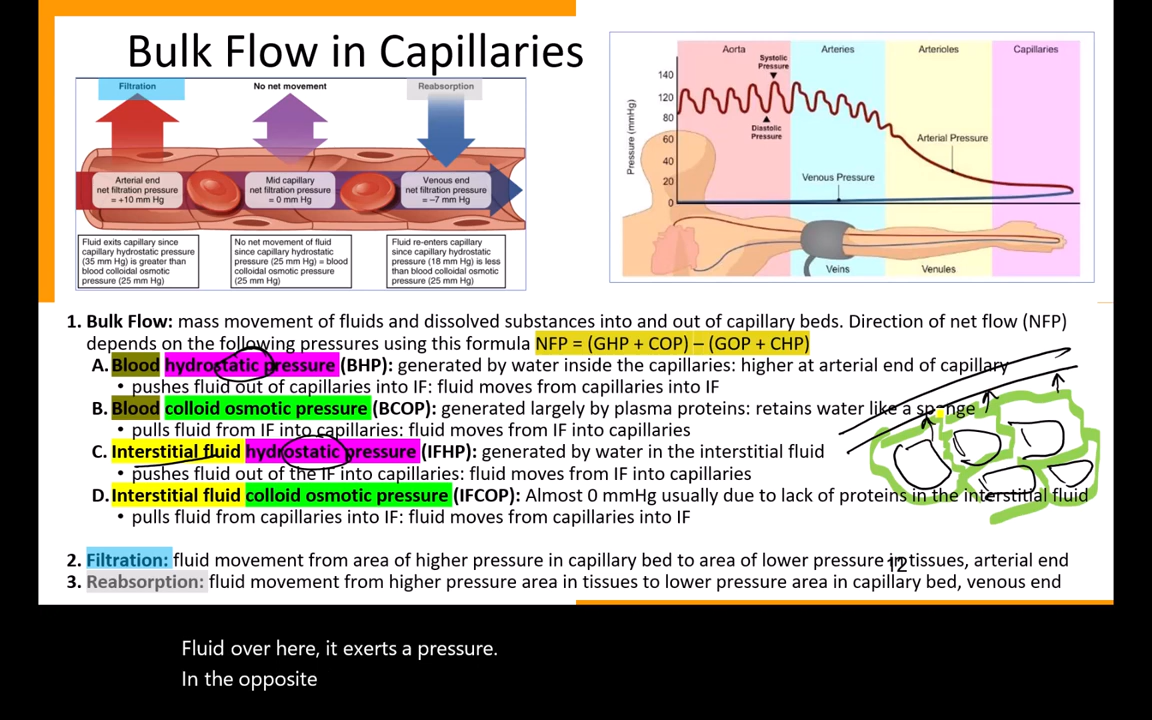 Bulk Flow in Capillaries
Filtration
No net movement
Reabsorption
Arterial end
net filtration pressure
= +10 mm Hg
Mid capillary
net filtration pressure
= 0 mm Hg
Venous end
net filtration pressure
= –7 mm Hg
Fluid exits capillary since
capillary hydrostatic pressure
(35 mm Hg) is greater than
blood colloidal osmotic
pressure (25 mm Hg)
No net movement of fluid
since capillary hydrostatic
pressure (25 mm Hg) = blood
colloidal osmotic pressure
(25 mm Hg)
Fluid re-enters capillary
since capillary hydrostatic
pressure (18 mm Hg) is less
than blood colloidal osmotic
pressure (25 mm Hg)
Aorta
Arteries
Arterioles
Capillaries
Systolic
Pressure
Diastolic
Pressure
Pressure (mmHg)
140
120
80
60
40
20
0
Arterial Pressure
Venous Pressure
Veins
Venules
1. Bulk Flow: mass movement of fluids and dissolved substances into and out of capillary beds. Direction of net flow (NFP)
depends on the following pressures using this formula NFP = (GHP + COP) – (GOP + CHP)
A. Blood hydrostatic pressure (BHP): generated by water inside the capillaries: higher at arterial end of capillary
• pushes fluid out of capillaries into IF: fluid moves from capillaries into IF
B. Blood colloid osmotic pressure (BCOP): generated largely by plasma proteins: retains water like a sponge
• pulls fluid from IF into capillaries: fluid moves from IF into capillaries
C. Interstitial fluid hydrostatic pressure (IFHP): generated by water in the interstitial fluid
• pushes fluid out of the IF into capillaries: fluid moves from IF into capillaries
D. Interstitial fluid colloid osmotic pressure (IFCOP): Almost 0 mmHg usually due to lack of proteins in the interstitial fluid
• pulls fluid from capillaries into IF: fluid moves from capillaries into IF
2. Filtration: fluid movement from area of higher pressure in capillary bed to area of lower pressure in tissues, arterial end
12
3. Reabsorption: fluid movement from higher pressure area in tissues to lower pressure area in capillary bed, venous end
Fluid over here, it exerts a pressure.
In the opposite